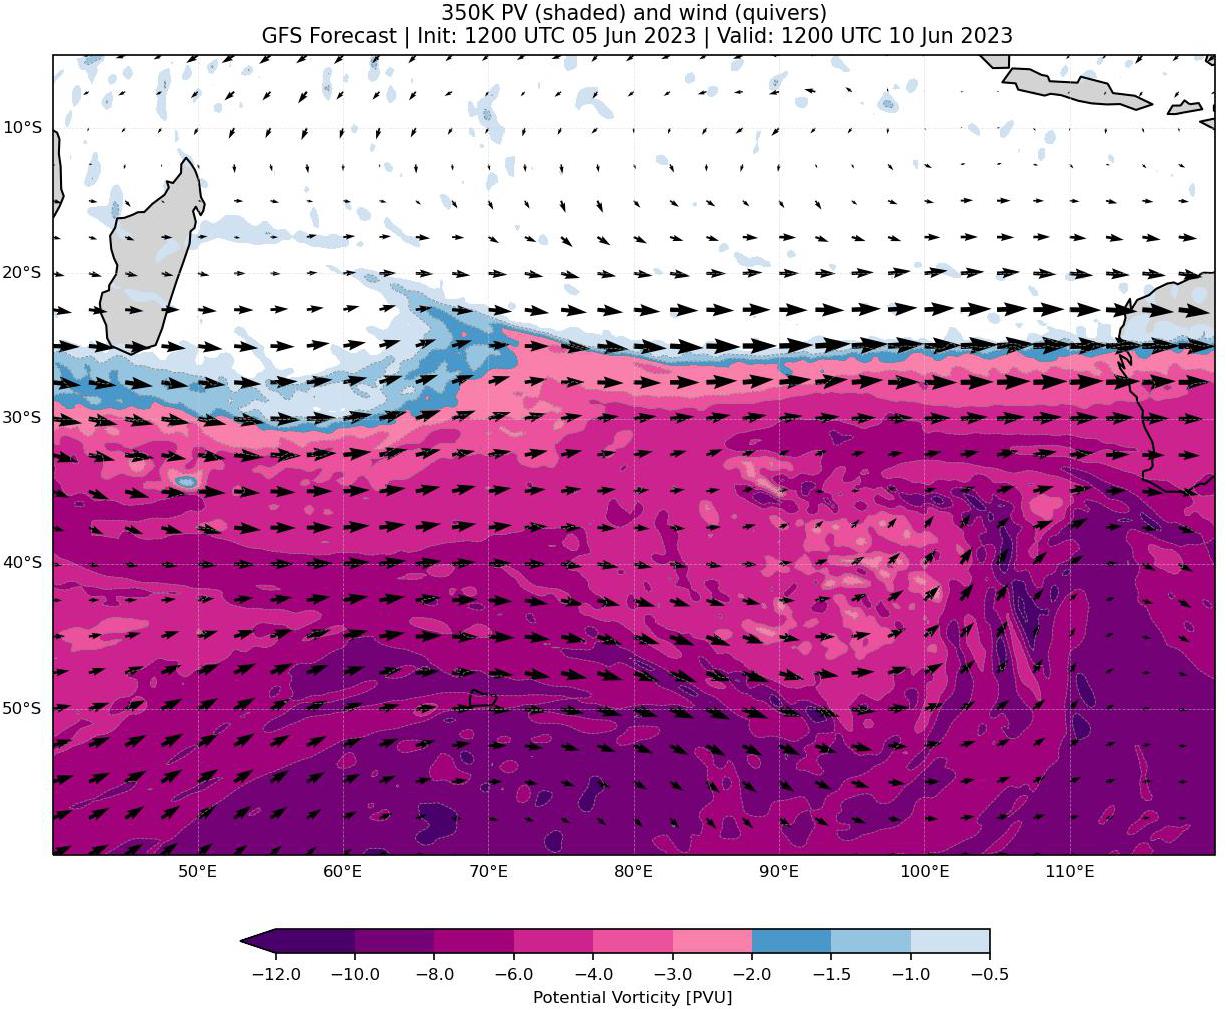 350K PV (shaded) and wind (quivers)
GFS Forecast | Init: 1200 UTC 05 Jun 2023 | Valid: 1200 UTC 10 Jun 2023
10°S
20°S
30°S
40°S
50°S
50°E 60°E 70°E 80°E 90°E 100°E 110°E
−12.0 −10.0 −8.0 −6.0 −4.0 −3.0 −2.0 −1.5 −1.0 −0.5
Potential Vorticity [PVU]